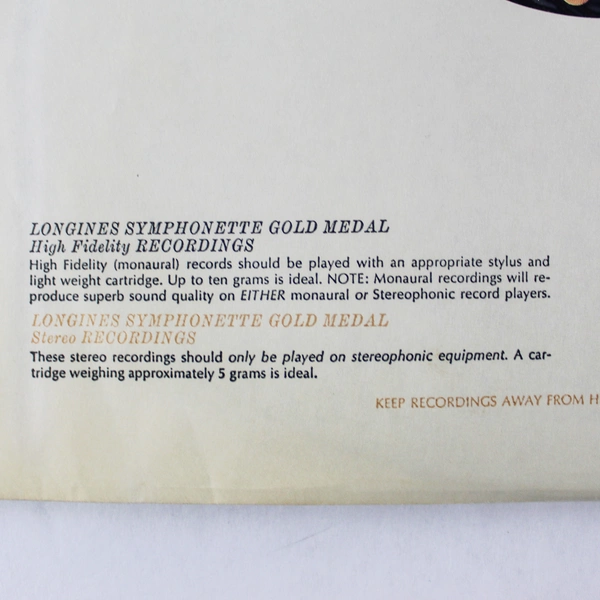 LONGINES SYMPHONETTE GOLD MEDAL
High Fidelity RECORDINGS
High Fidelity (monaural) records should be played with an appropriate stylus and
light weight cartridge. Up to ten grams is ideal. NOTE: Monaural recordings will re-
produce superb sound quality on EITHER monaural or Stereophonic record players.
LONGINES SYMPHONETTE GOLD MEDAL
Stereo RECORDINGS
These stereo recordings should only be played on stereophonic equipment. A car-
tridge weighing approximately 5 grams is ideal.
KEEP RECORDINGS AWAY FROM H